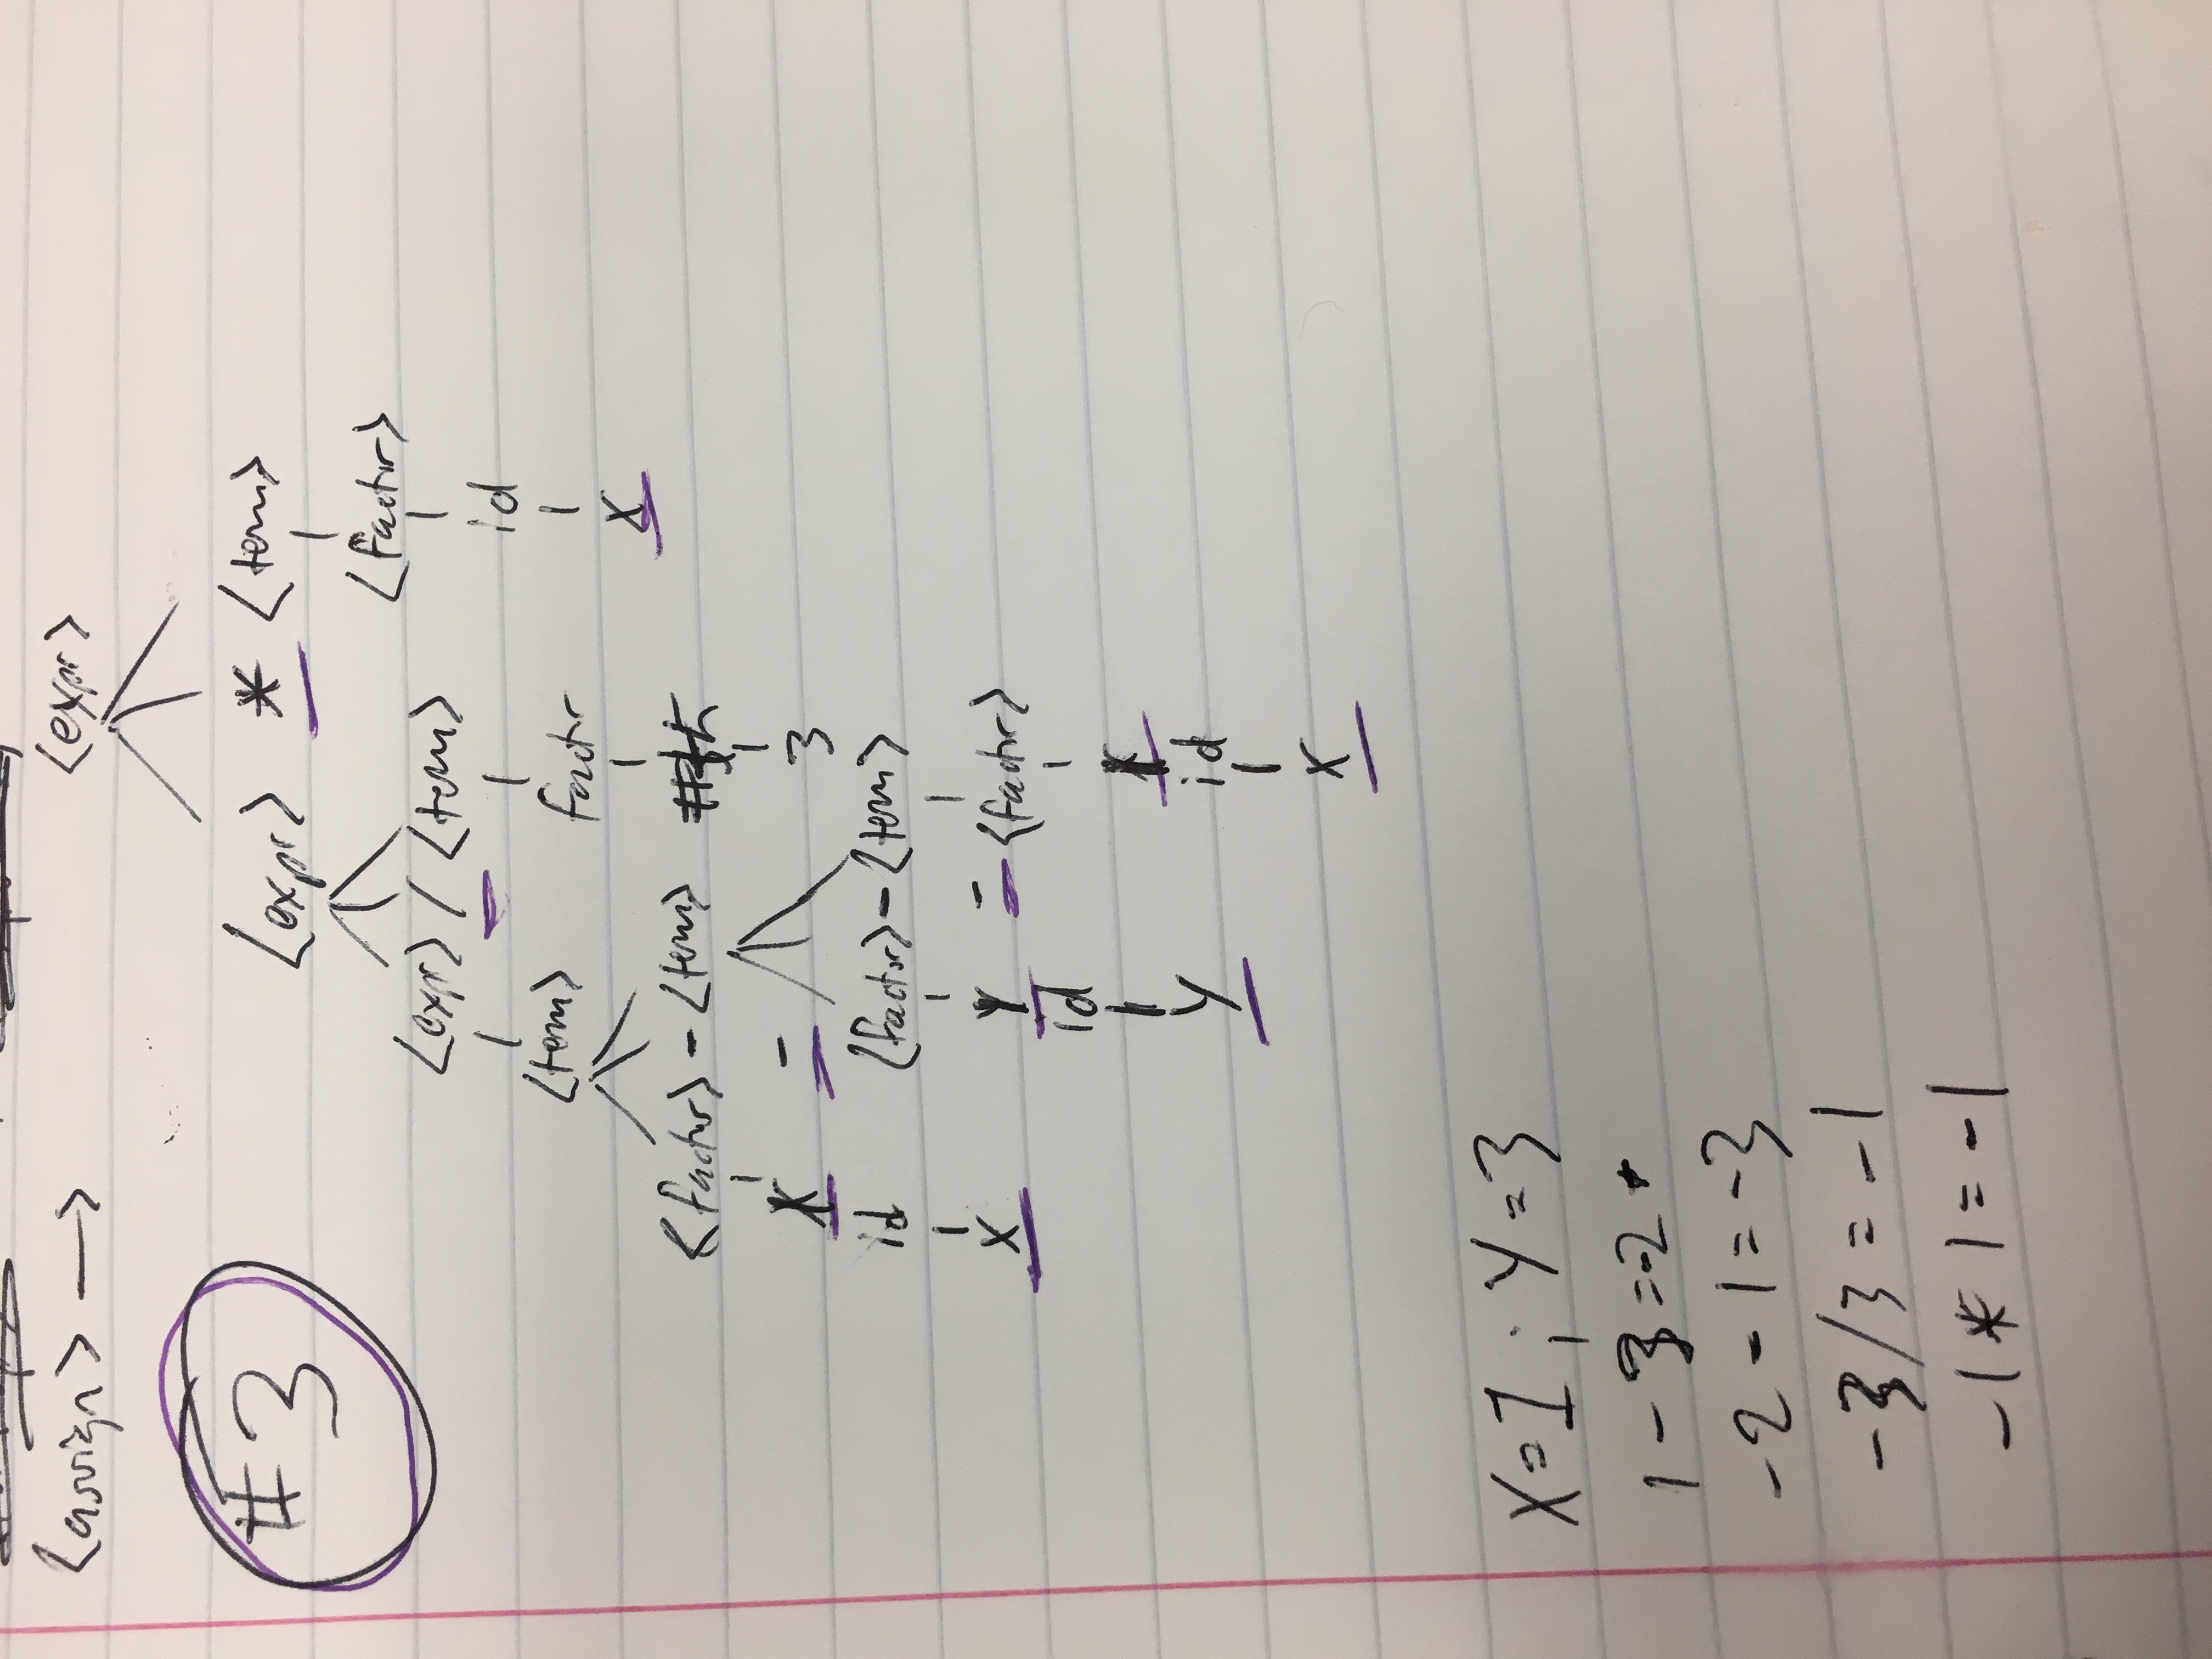 <assign> →
<expr>
#3
<expr> * <term>
<factor>
<expr> / <term>
id
<term> factor
x
<factor> - <term>
x - 3
id <factor> - <term>
x y - <factor>
id
x
y id
x
X=1 ; Y=3
1 - 3 = -2
-2 - 1 = -3
-3/3 = -1
-1 * 1 = -1